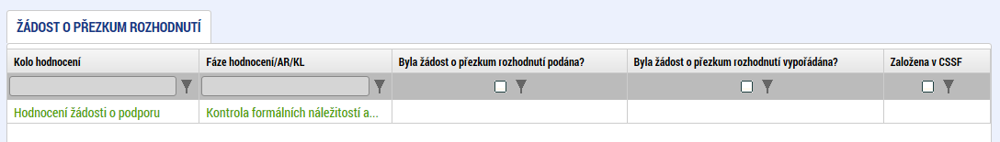 ŽÁDOST O PŘEZKUM ROZHODNUTÍ
Kolo hodnocení Fáze hodnocení/AR/KL Byla žádost o přezkum rozhodnutí podána? Byla žádost o přezkum rozhodnutí vypořádána? Založena v CSSF
Hodnocení žádosti o podporu Kontrola formálních náležitostí a...